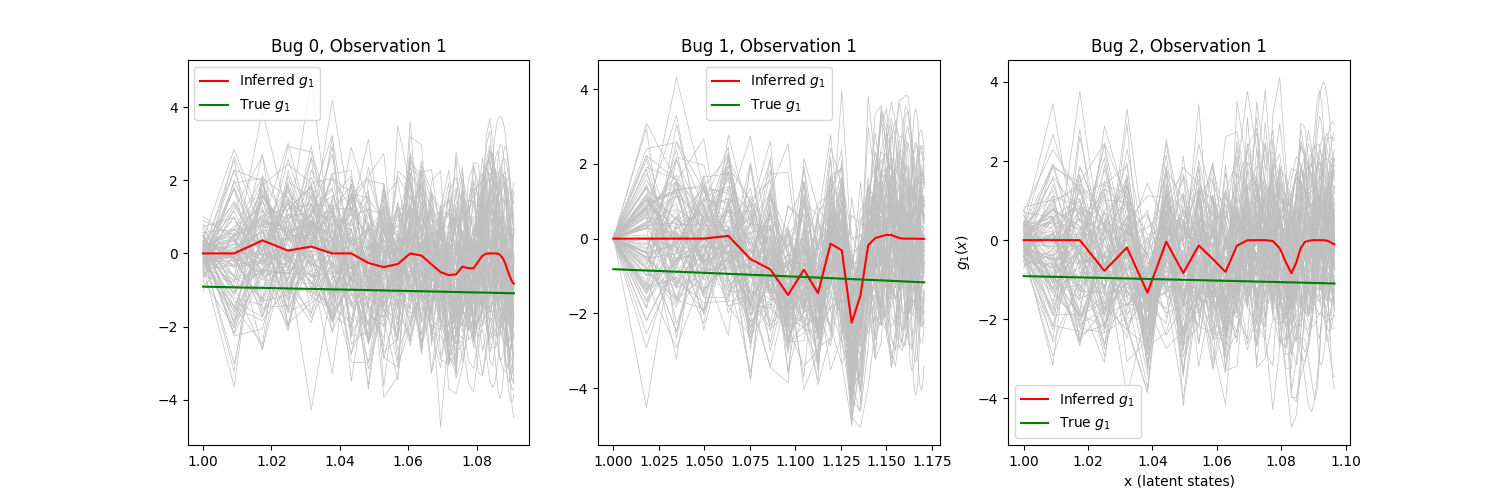 Bug 0, Observation 1
Inferred g₁
True g₁
4
2
0
−2
−4
1.00 1.02 1.04 1.06 1.08
Bug 1, Observation 1
Inferred g₁
True g₁
4
2
0
−2
−4
1.000 1.025 1.050 1.075 1.100 1.125 1.150 1.175
Bug 2, Observation 1
g₁(x)
4
2
0
−2
−4
Inferred g₁
True g₁
1.00 1.02 1.04 1.06 1.08 1.10
x (latent states)